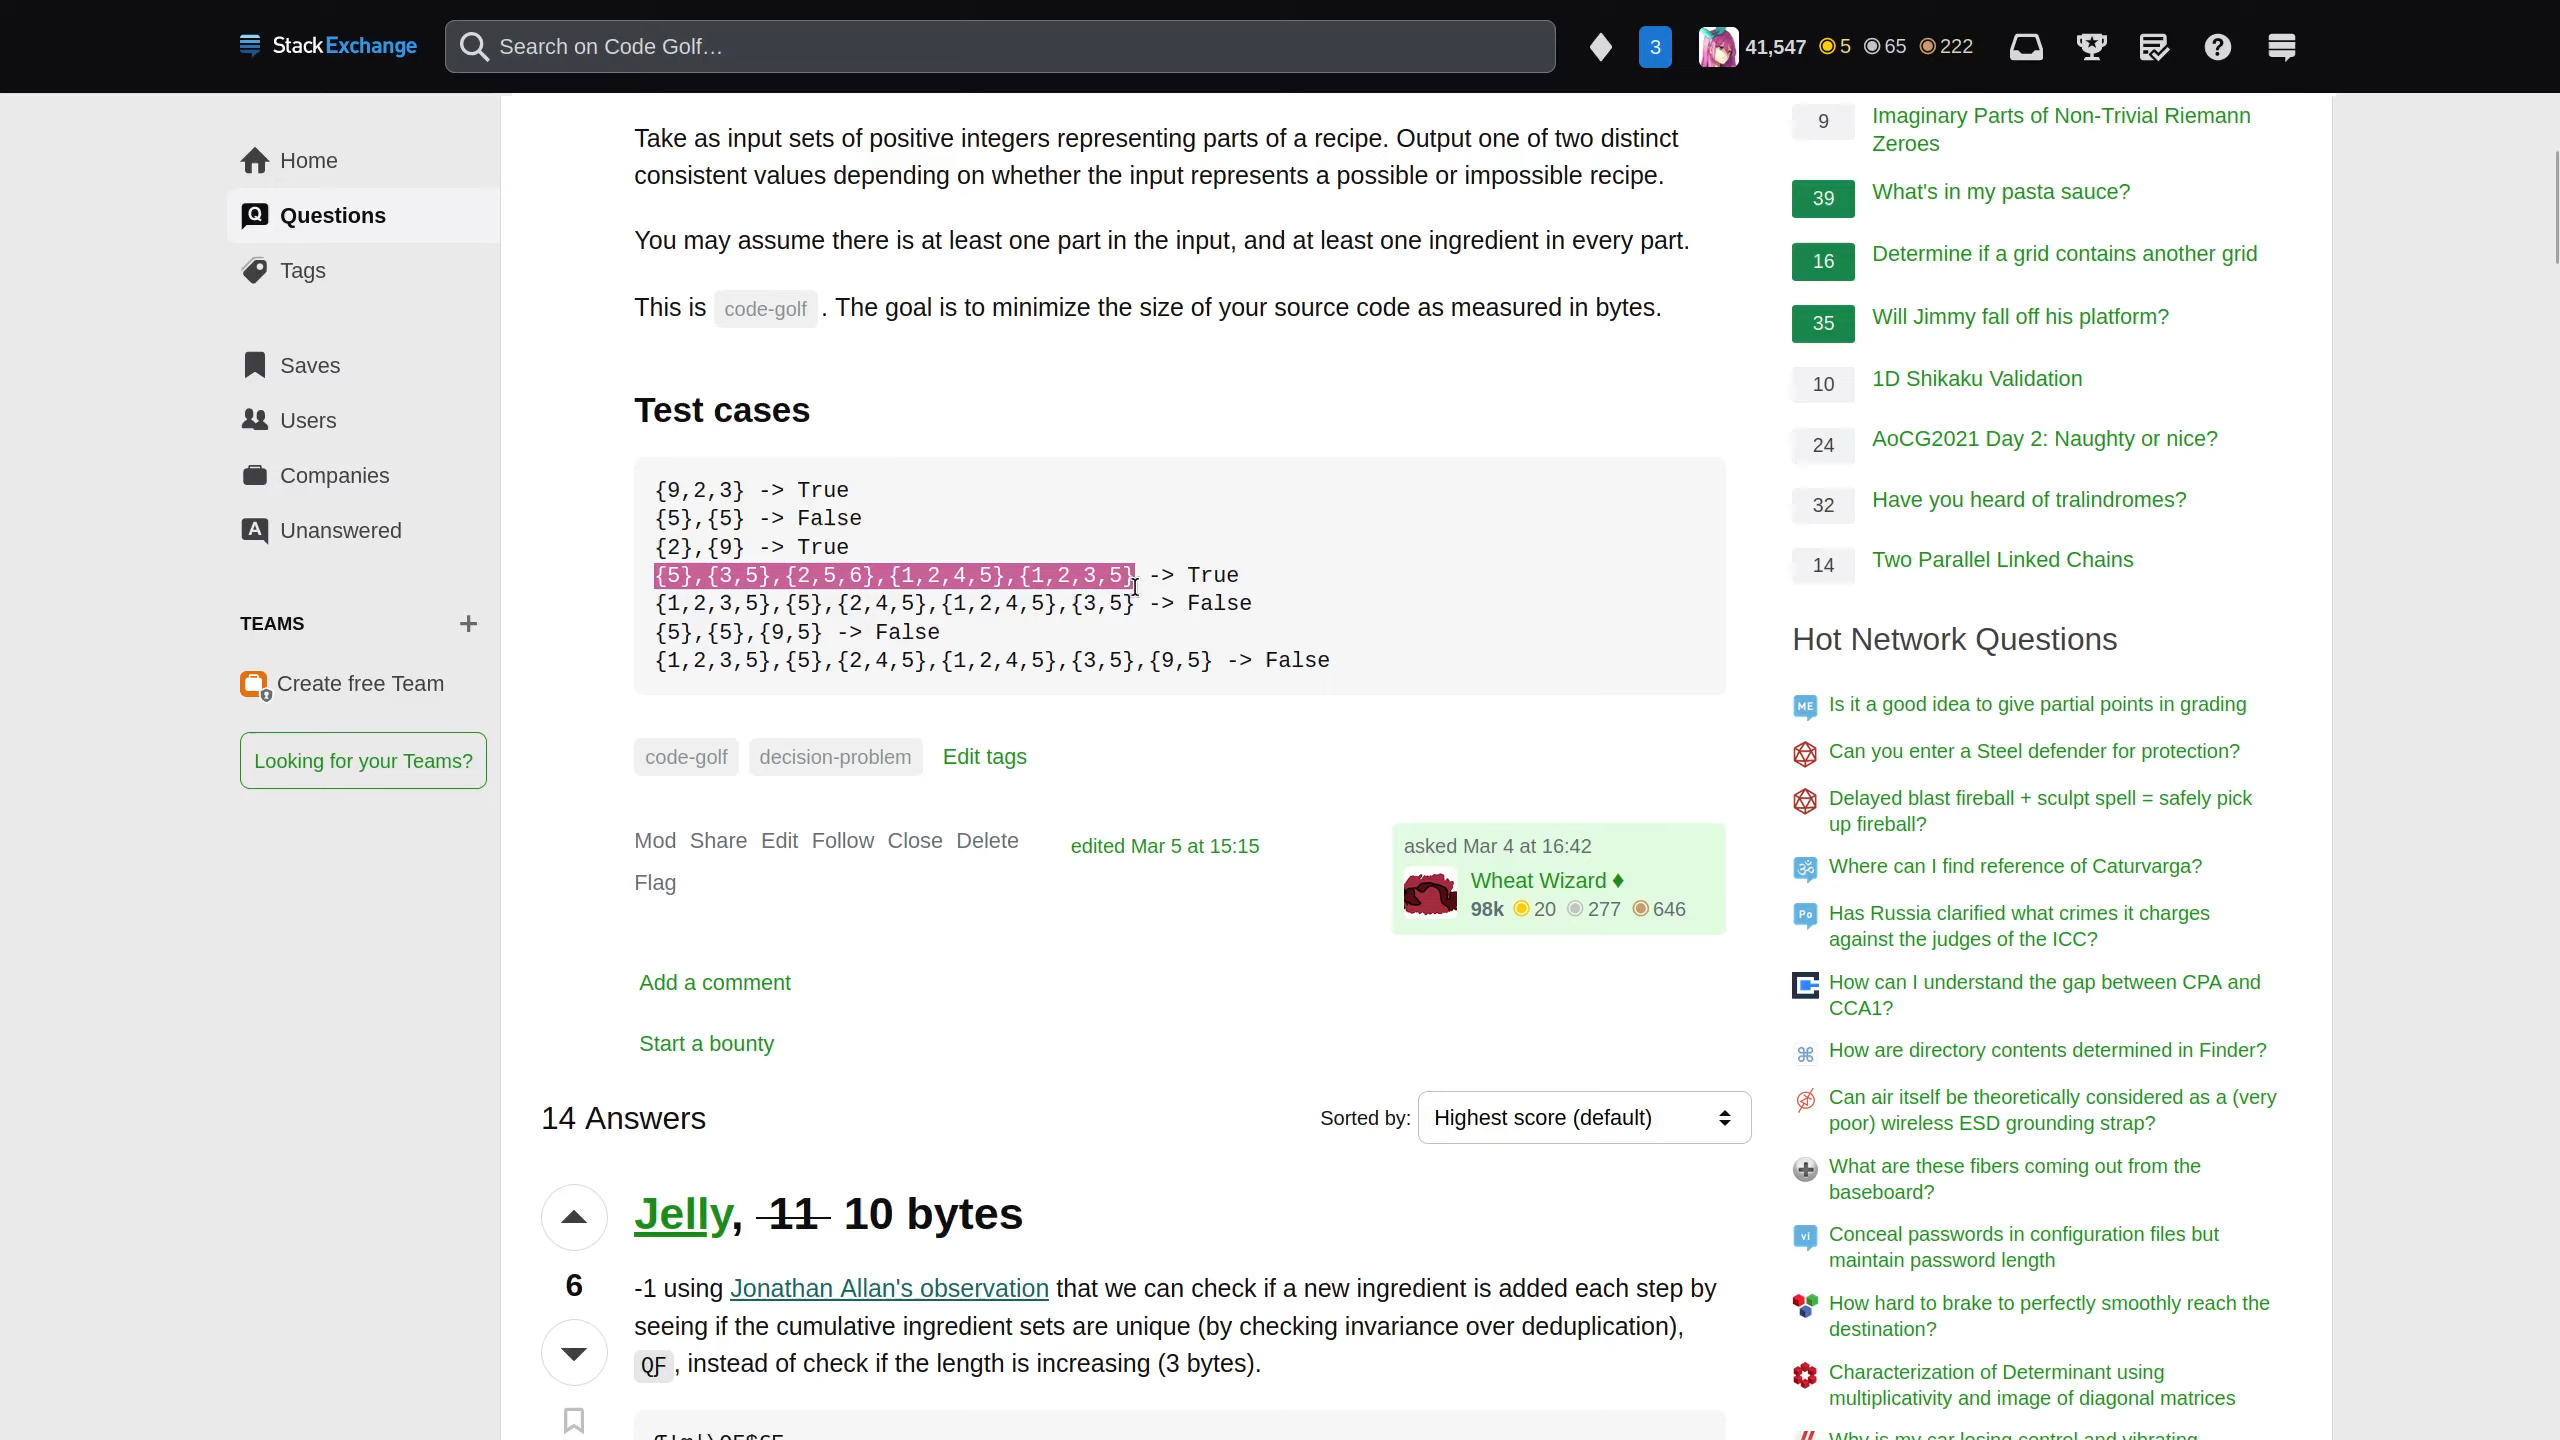 StackExchange
Search on Code Golf…
3
41,547 5 65 222
Home
Questions
Tags
Saves
Users
Companies
Unanswered
TEAMS
Create free Team
Looking for your Teams?
Take as input sets of positive integers representing parts of a recipe. Output one of two distinct
consistent values depending on whether the input represents a possible or impossible recipe.
You may assume there is at least one part in the input, and at least one ingredient in every part.
This is code-golf . The goal is to minimize the size of your source code as measured in bytes.
Test cases
{9,2,3} -> True
{5},{5} -> False
{2},{9} -> True
{5},{3,5},{2,5,6},{1,2,4,5},{1,2,3,5} -> True
{1,2,3,5},{5},{2,4,5},{1,2,4,5},{3,5} -> False
{5},{5},{9,5} -> False
{1,2,3,5},{5},{2,4,5},{1,2,4,5},{3,5},{9,5} -> False
code-golf decision-problem Edit tags
Mod Share Edit Follow Close Delete
Flag
edited Mar 5 at 15:15
asked Mar 4 at 16:42
Wheat Wizard ♦
98k 20 277 646
Add a comment
Start a bounty
14 Answers
Sorted by: Highest score (default)
Jelly, 11 10 bytes
6
-1 using Jonathan Allan's observation that we can check if a new ingredient is added each step by
seeing if the cumulative ingredient sets are unique (by checking invariance over deduplication),
QF, instead of check if the length is increasing (3 bytes).
9 Imaginary Parts of Non-Trivial Riemann
Zeroes
39 What's in my pasta sauce?
16 Determine if a grid contains another grid
35 Will Jimmy fall off his platform?
10 1D Shikaku Validation
24 AoCG2021 Day 2: Naughty or nice?
32 Have you heard of tralindromes?
14 Two Parallel Linked Chains
Hot Network Questions
ME Is it a good idea to give partial points in grading
Can you enter a Steel defender for protection?
Delayed blast fireball + sculpt spell = safely pick
up fireball?
ॐ Where can I find reference of Caturvarga?
Po Has Russia clarified what crimes it charges
against the judges of the ICC?
How can I understand the gap between CPA and
CCA1?
⌘ How are directory contents determined in Finder?
Can air itself be theoretically considered as a (very
poor) wireless ESD grounding strap?
What are these fibers coming out from the
baseboard?
vi Conceal passwords in configuration files but
maintain password length
How hard to brake to perfectly smoothly reach the
destination?
Characterization of Determinant using
multiplicativity and image of diagonal matrices
Why is my car losing control and vibrating